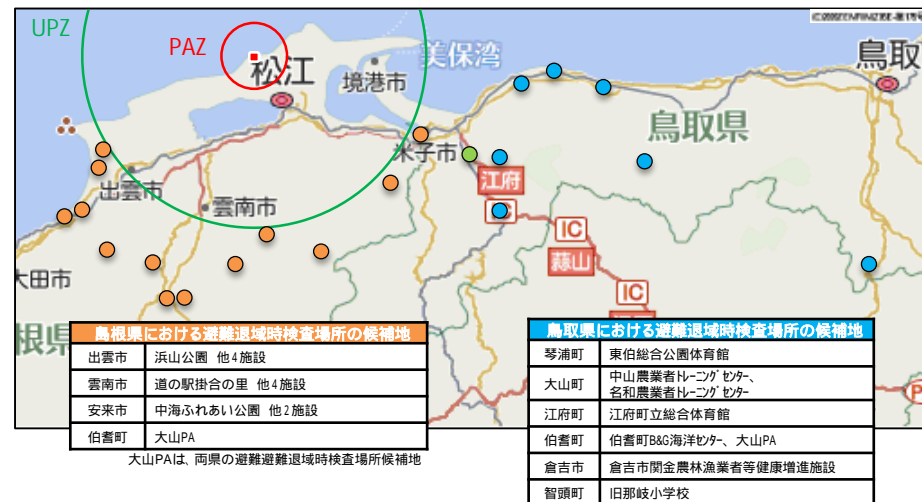 UPZ
PAZ
松江
境港市
美保湾
鳥取
鳥取県
米子市
江府
IC
IC
蒜山
IC
出雲市
雲南市
大田市
根県
島根県における避難退域時検査場所の候補地
出雲市 浜山公園 他4施設
雲南市 道の駅掛合の里 他4施設
安来市 中海ふれあい公園 他2施設
伯耆町 大山PA
大山PAは、両県の避難避難退域時検査場所候補地
鳥取県における避難退域時検査場所の候補地
琴浦町 東伯総合公園体育館
大山町 中山農業者トレーニングセンター、
名和農業者トレーニングセンター
江府町 江府町立総合体育館
伯耆町 伯耆町B&G海洋センター、大山PA
倉吉市 倉吉市関金農林漁業者等健康増進施設
智頭町 旧那岐小学校
P